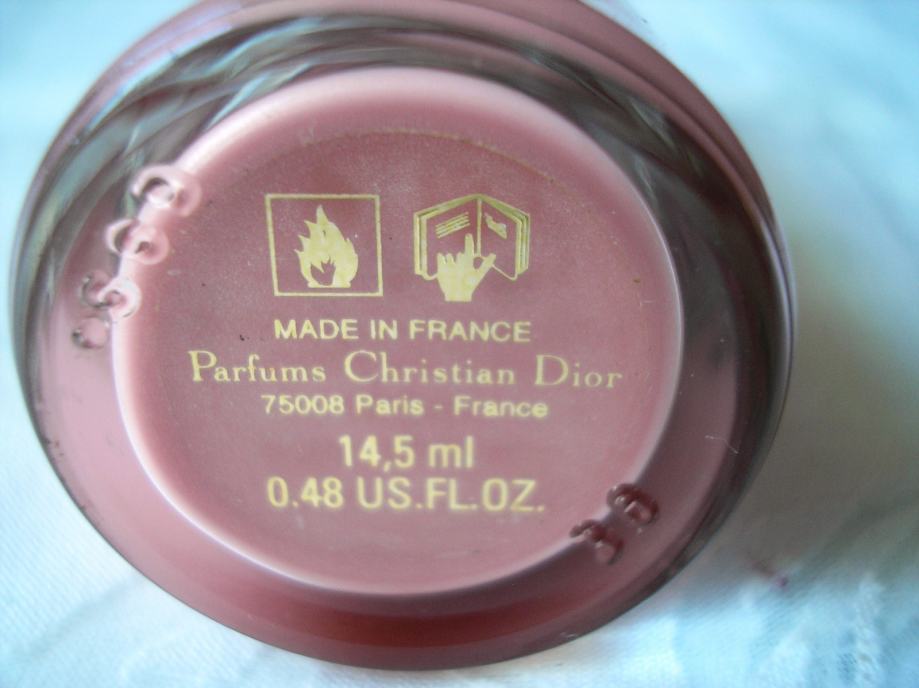 MADE IN FRANCE
Parfums Christian Dior
75008 Paris - France
14,5 ml
0.48 US.FL.OZ.